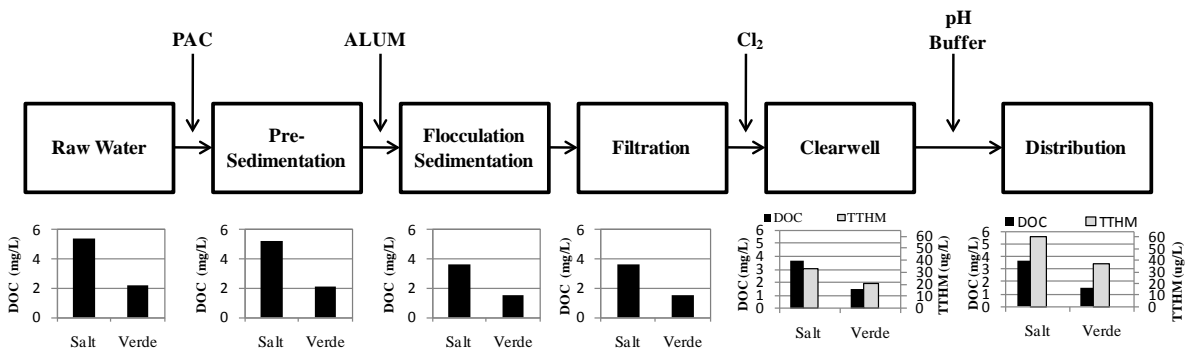 PAC
ALUM
Cl₂
pH
Buffer
Raw Water
Pre-
Sedimentation
Flocculation
Sedimentation
Filtration
Clearwell
Distribution
DOC (mg/L)
6
4
2
0
Salt Verde
DOC (mg/L)
6
4
2
0
Salt Verde
DOC (mg/L)
6
4
2
0
Salt Verde
DOC (mg/L)
6
4
2
0
Salt Verde
DOC TTHM
DOC (mg/L)
6
5
4
3
2
1
0
60
50
40
30
20
10
0
TTHM (ug/L)
Salt Verde
DOC TTHM
DOC (mg/L)
6
5
4
3
2
1
0
60
50
40
30
20
10
0
TTHM (ug/L)
Salt Verde